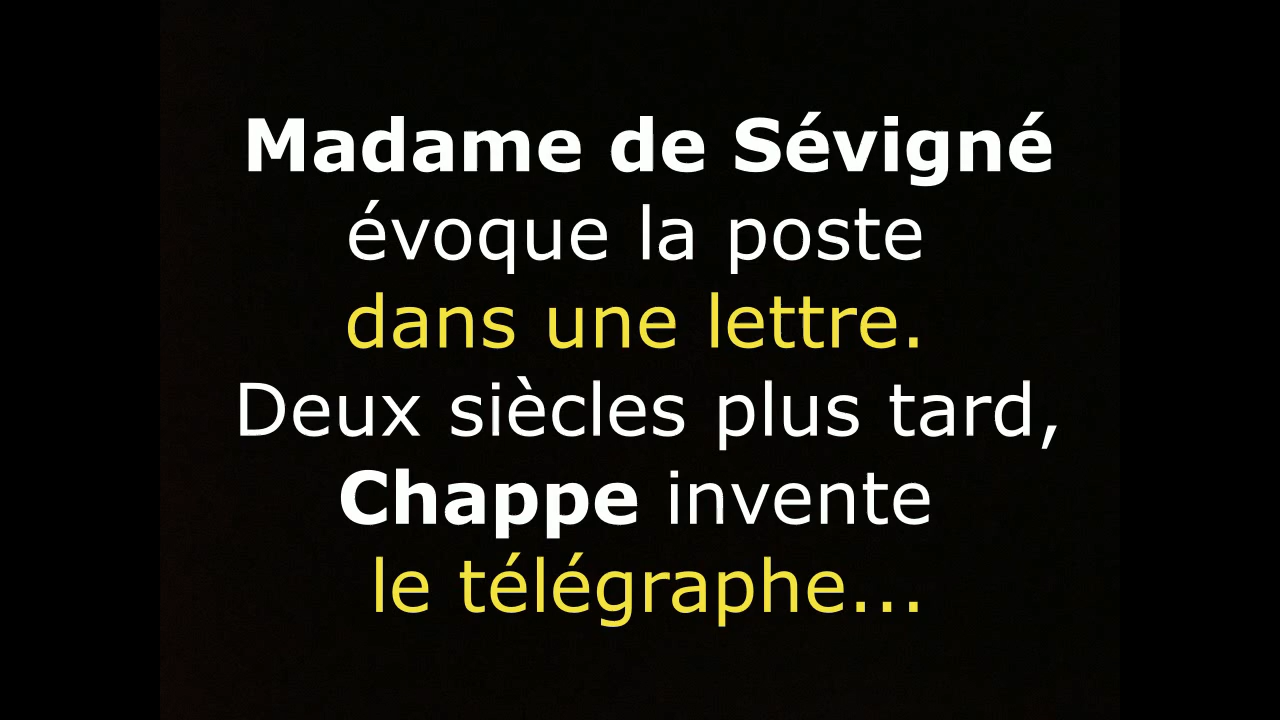 Madame de Sévigné
évoque la poste
dans une lettre.
Deux siècles plus tard,
Chappe invente
le télégraphe...